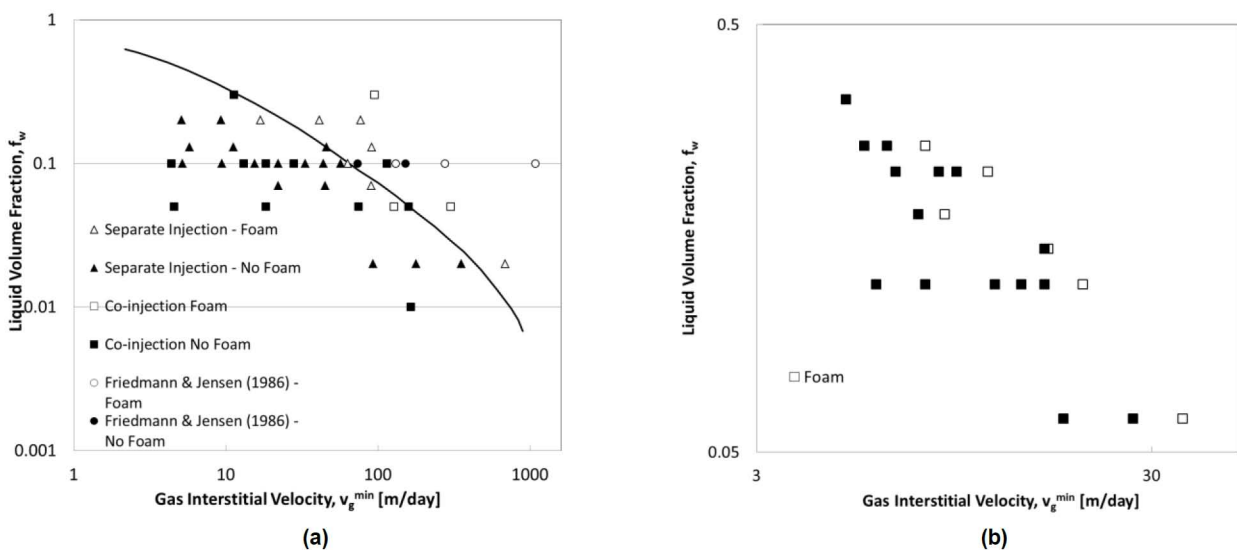 1
0.1
0.01
0.001
Liquid Volume Fraction, f_w
Separate Injection - Foam
Separate Injection - No Foam
Co-injection Foam
Co-injection No Foam
Friedmann & Jensen (1986) -
Foam
Friedmann & Jensen (1986) -
No Foam
1 10 100 1000
Gas Interstitial Velocity, v_g^min [m/day]
(a)
0.5
Liquid Volume Fraction, f_w
Foam
0.05
3 30
Gas Interstitial Velocity, v_g^min [m/day]
(b)